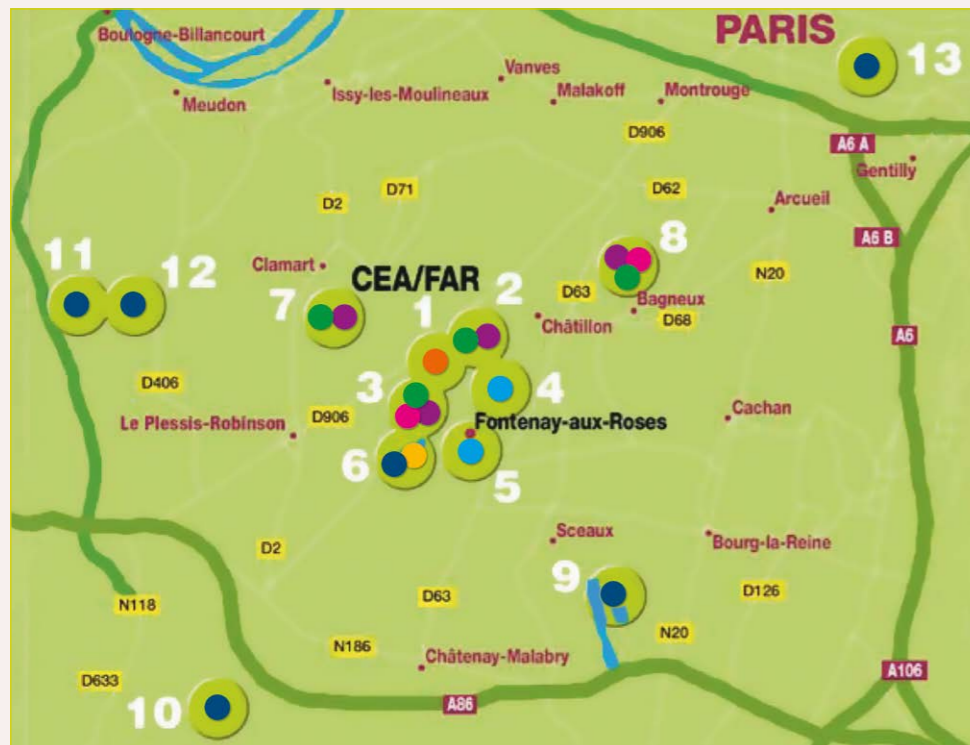 PARIS
13
Boulogne-Billancourt
Vanves
Issy-les-Moulineaux
Malakoff
Montrouge
Meudon
D906
A6 A
Gentilly
D71
D62
D2
Arcueil
A6 B
11
12
8
Clamart
CEA/FAR
N20
7
1
2
D63
Bagneux
D68
Châtillon
A6
D406
3
4
Le Plessis-Robinson
D906
Fontenay-aux-Roses
Cachan
6
5
Sceaux
Bourg-la-Reine
D2
9
N118
D63
D126
N186
N20
Châtenay-Malabry
A106
D633
10
A86